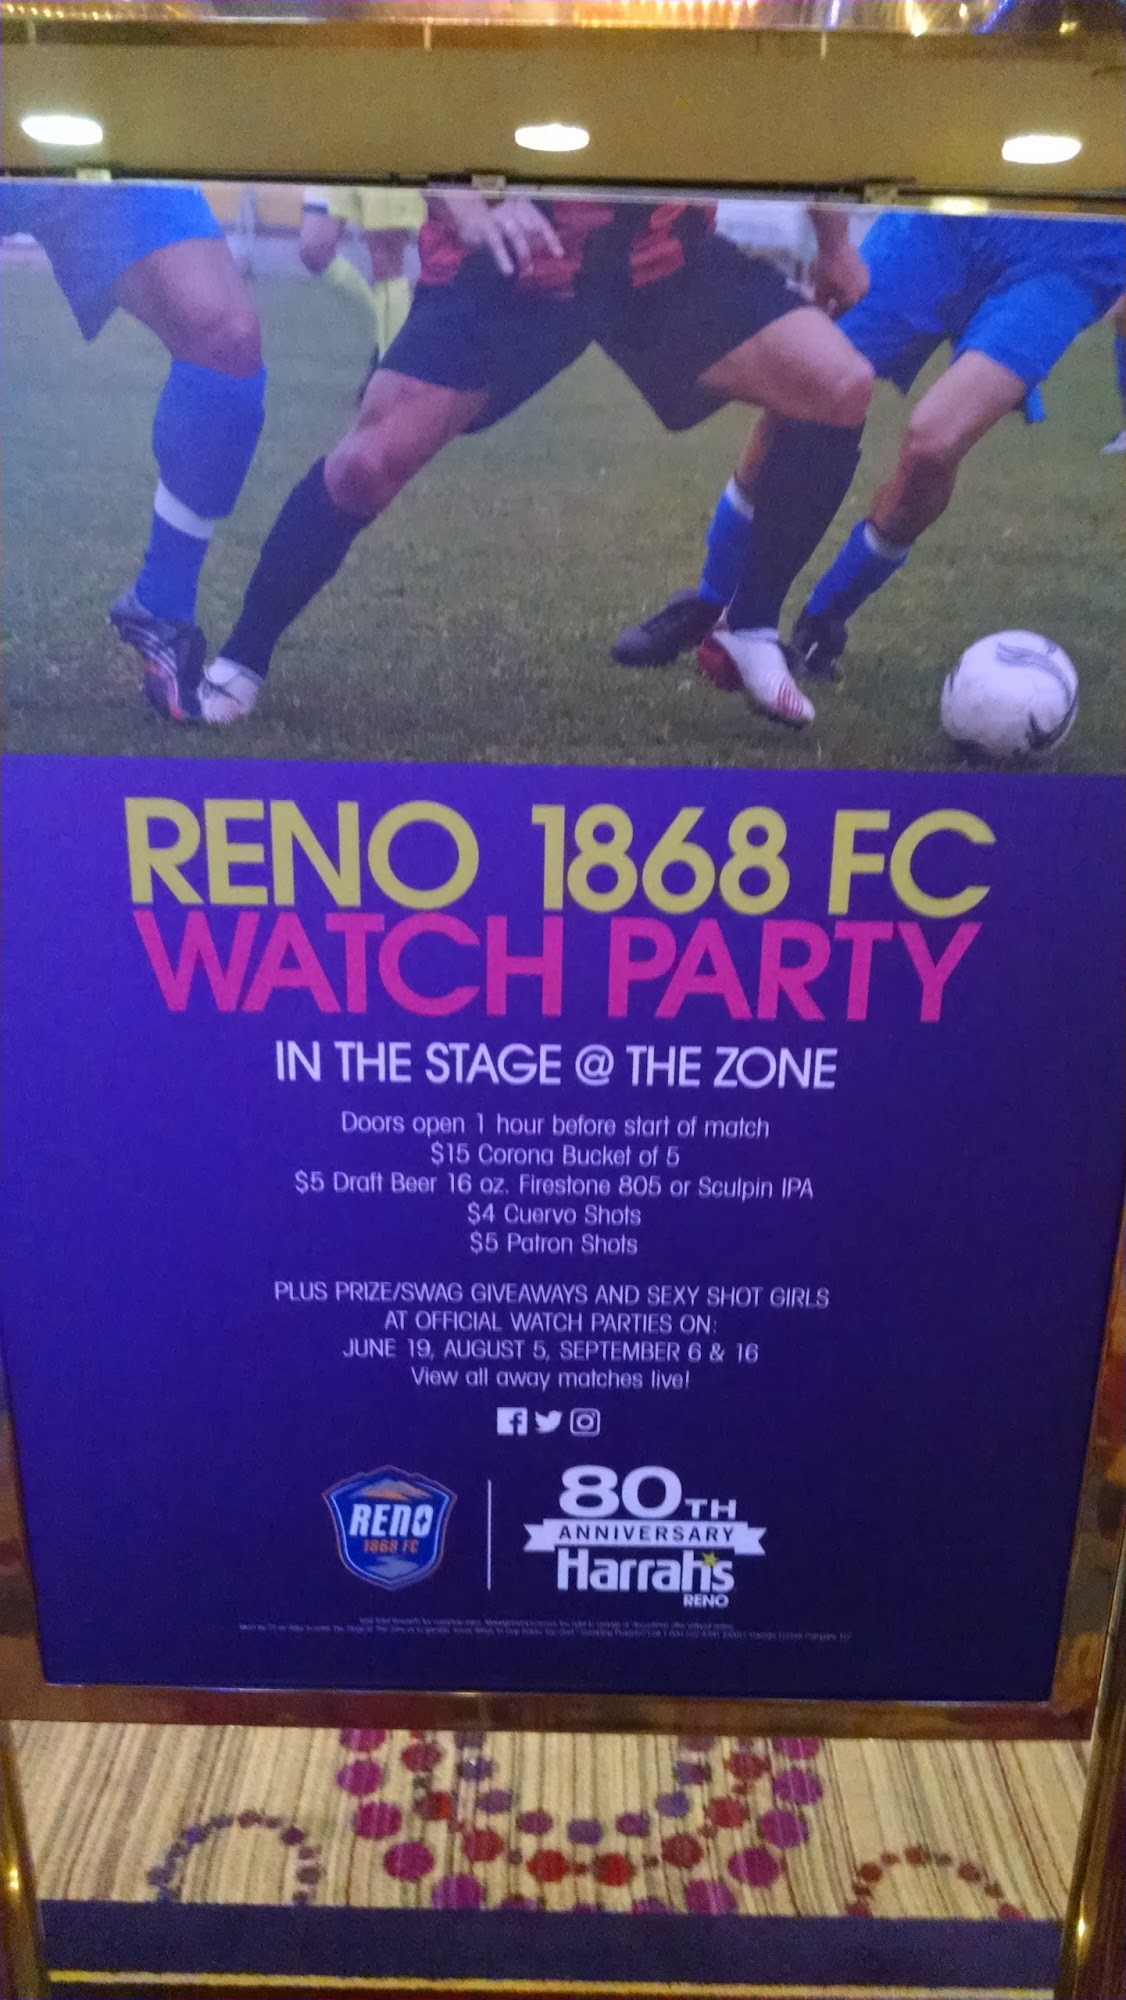 RENO 1868 FC
WATCH PARTY
IN THE STAGE @ THE ZONE
Doors open 1 hour before start of match
$15 Corona Bucket of 5
$5 Draft Beer 16 oz. Firestone 805 or Sculpin IPA
$4 Cuervo Shots
$5 Patron Shots
PLUS PRIZE/SWAG GIVEAWAYS AND SEXY SHOT GIRLS
AT OFFICIAL WATCH PARTIES ON:
JUNE 19, AUGUST 5, SEPTEMBER 6 & 16
View all away matches live!
RENO
1868 FC
80TH
ANNIVERSARY
Harrah's
RENO